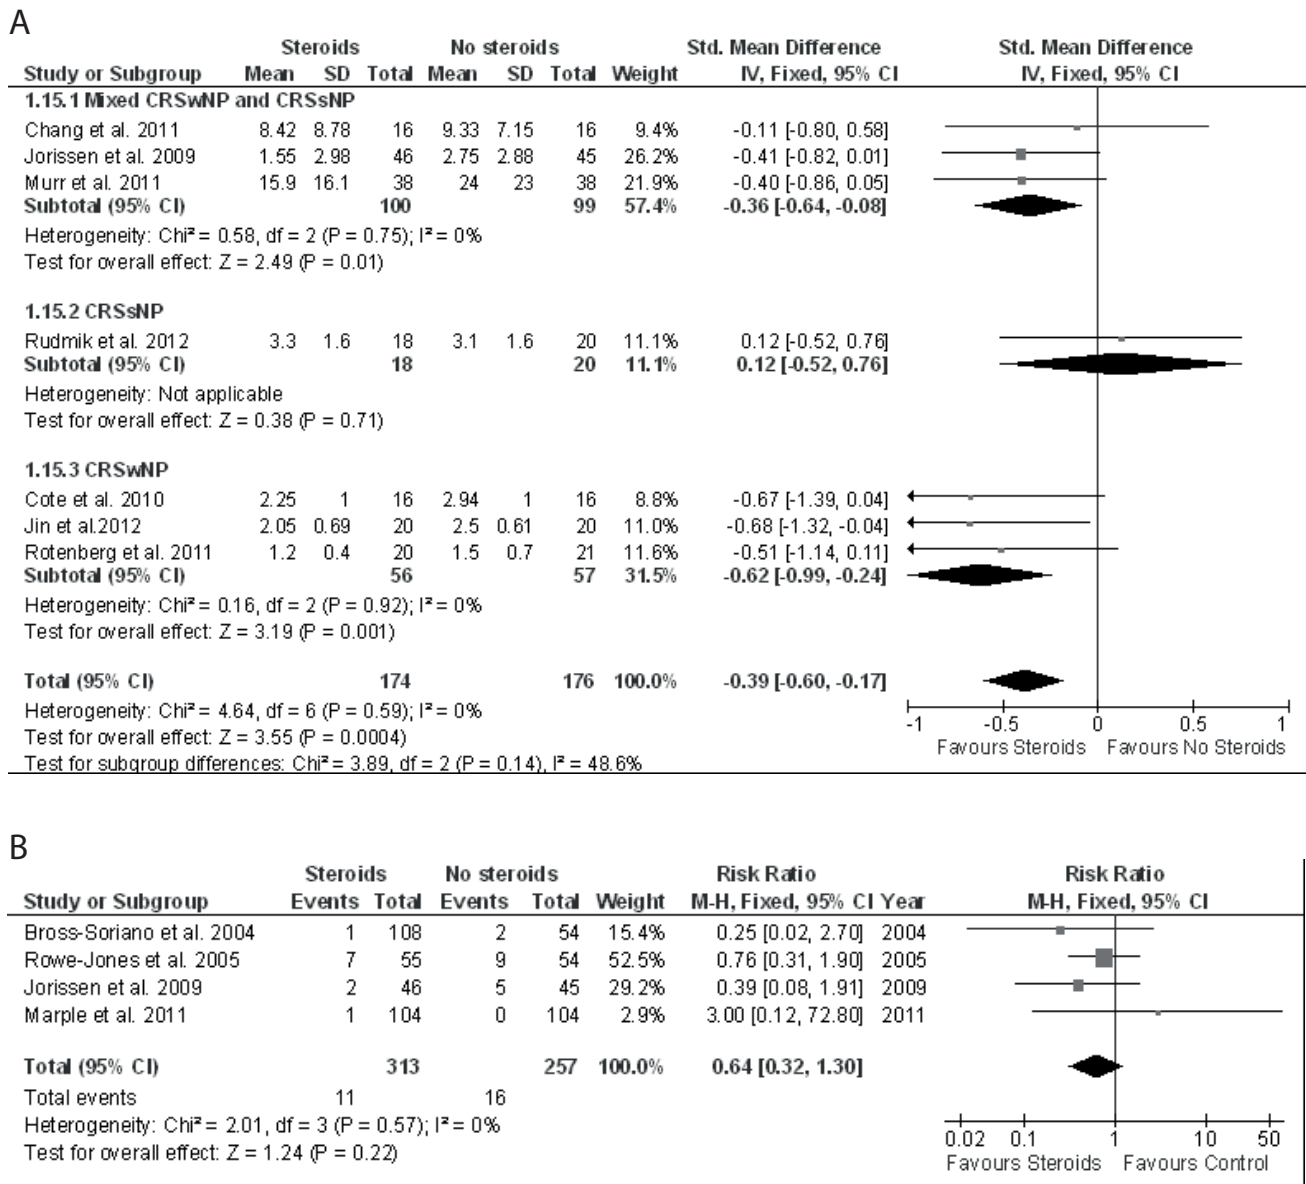 A
Steroids No steroids Std. Mean Difference Std. Mean Difference
Study or Subgroup Mean SD Total Mean SD Total Weight IV, Fixed, 95% CI IV, Fixed, 95% CI
1.15.1 Mixed CRSwNP and CRSsNP
Chang et al. 2011 8.42 8.78 16 9.33 7.15 16 9.4% -0.11 [-0.80, 0.58]
Jorissen et al. 2009 1.55 2.98 46 2.75 2.88 45 26.2% -0.41 [-0.82, 0.01]
Murr et al. 2011 15.9 16.1 38 24 23 38 21.9% -0.40 [-0.86, 0.05]
Subtotal (95% CI) 100 99 57.4% -0.36 [-0.64, -0.08]
Heterogeneity: Chi² = 0.58, df = 2 (P = 0.75); I² = 0%
Test for overall effect: Z = 2.49 (P = 0.01)
1.15.2 CRSsNP
Rudmik et al. 2012 3.3 1.6 18 3.1 1.6 20 11.1% 0.12 [-0.52, 0.76]
Subtotal (95% CI) 18 20 11.1% 0.12 [-0.52, 0.76]
Heterogeneity: Not applicable
Test for overall effect: Z = 0.38 (P = 0.71)
1.15.3 CRSwNP
Cote et al. 2010 2.25 1 16 2.94 1 16 8.8% -0.67 [-1.39, 0.04]
Jin et al.2012 2.05 0.69 20 2.5 0.61 20 11.0% -0.68 [-1.32, -0.04]
Rotenberg et al. 2011 1.2 0.4 20 1.5 0.7 21 11.6% -0.51 [-1.14, 0.11]
Subtotal (95% CI) 56 57 31.5% -0.62 [-0.99, -0.24]
Heterogeneity: Chi² = 0.16, df = 2 (P = 0.92); I² = 0%
Test for overall effect: Z = 3.19 (P = 0.001)
Total (95% CI) 174 176 100.0% -0.39 [-0.60, -0.17]
Heterogeneity: Chi² = 4.64, df = 6 (P = 0.59); I² = 0%
Test for overall effect: Z = 3.55 (P = 0.0004)
Test for subgroup differences: Chi² = 3.89, df = 2 (P = 0.14), I² = 48.6%
-1 -0.5 0 0.5 1
Favours Steroids Favours No Steroids
B
Steroids No steroids Risk Ratio Risk Ratio
Study or Subgroup Events Total Events Total Weight M-H, Fixed, 95% CI Year M-H, Fixed, 95% CI
Bross-Soriano et al. 2004 1 108 2 54 15.4% 0.25 [0.02, 2.70] 2004
Rowe-Jones et al. 2005 7 55 9 54 52.5% 0.76 [0.31, 1.90] 2005
Jorissen et al. 2009 2 46 5 45 29.2% 0.39 [0.08, 1.91] 2009
Marple et al. 2011 1 104 0 104 2.9% 3.00 [0.12, 72.80] 2011
Total (95% CI) 313 257 100.0% 0.64 [0.32, 1.30]
Total events 11 16
Heterogeneity: Chi² = 2.01, df = 3 (P = 0.57); I² = 0%
Test for overall effect: Z = 1.24 (P = 0.22)
0.02 0.1 1 10 50
Favours Steroids Favours Control